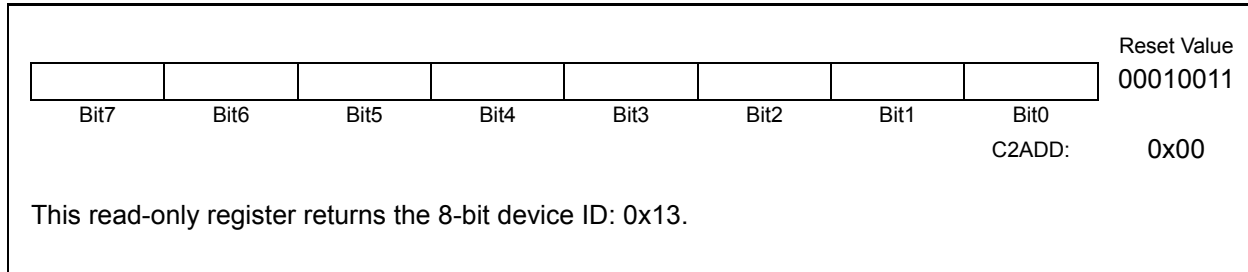 Reset Value
00010011
Bit7 Bit6 Bit5 Bit4 Bit3 Bit2 Bit1 Bit0
C2ADD: 0x00
This read-only register returns the 8-bit device ID: 0x13.